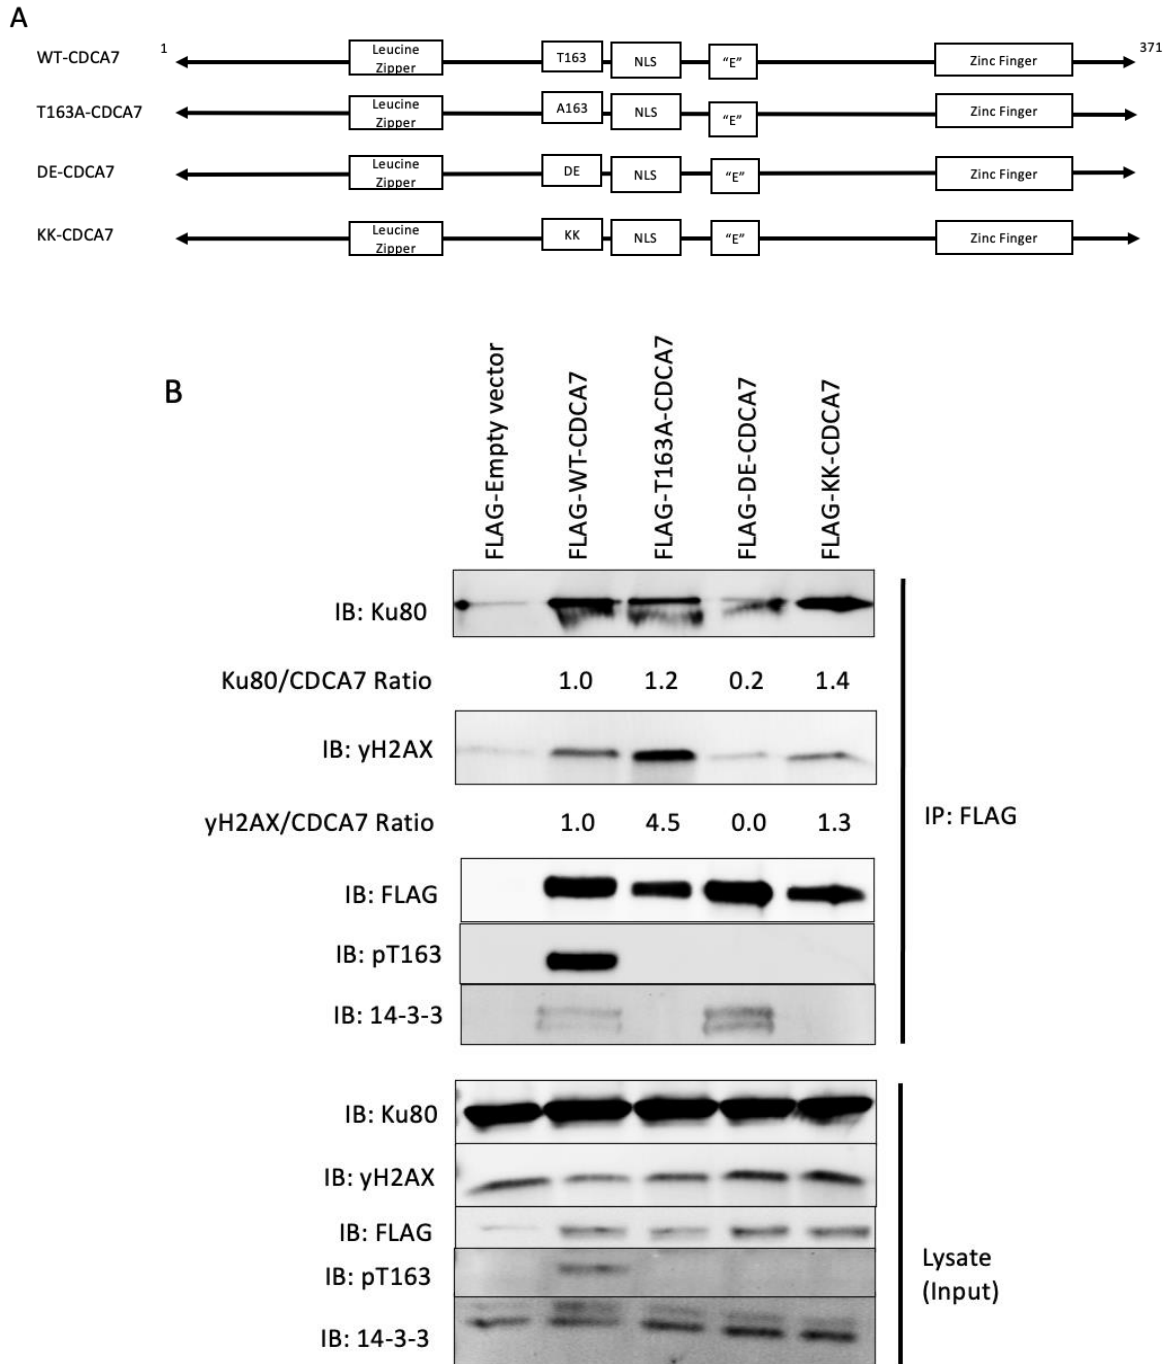 A
WT-CDCA7 1 Leucine Zipper T163 NLS “E” Zinc Finger 371
T163A-CDCA7 Leucine Zipper A163 NLS “E” Zinc Finger
DE-CDCA7 Leucine Zipper DE NLS “E” Zinc Finger
KK-CDCA7 Leucine Zipper KK NLS “E” Zinc Finger
B
FLAG-Empty vector
FLAG-WT-CDCA7
FLAG-T163A-CDCA7
FLAG-DE-CDCA7
FLAG-KK-CDCA7
IB: Ku80
Ku80/CDCA7 Ratio 1.0 1.2 0.2 1.4
IB: yH2AX
yH2AX/CDCA7 Ratio 1.0 4.5 0.0 1.3
IP: FLAG
IB: FLAG
IB: pT163
IB: 14-3-3
IB: Ku80
IB: yH2AX
IB: FLAG
IB: pT163
IB: 14-3-3
Lysate
(Input)